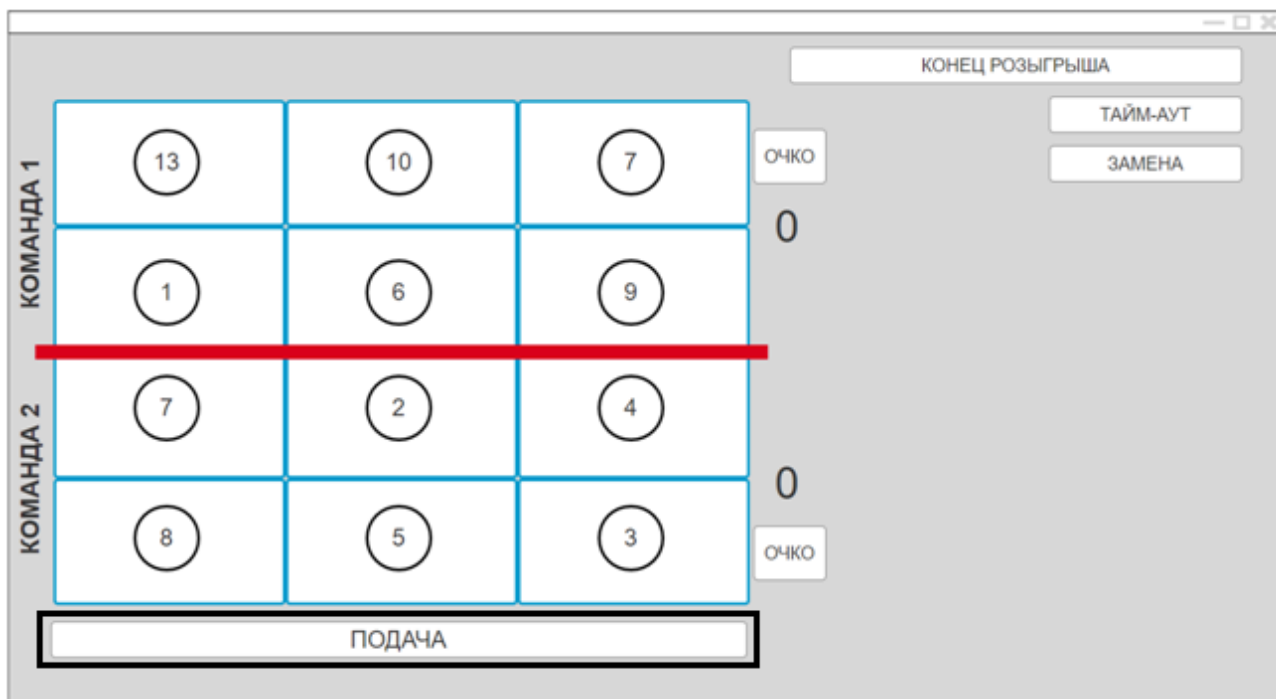 КОНЕЦ РОЗЫГРЫША
ТАЙМ-АУТ
ЗАМЕНА
КОМАНДА 1
13 10 7
ОЧКО
0
1 6 9
КОМАНДА 2
7 2 4
0
8 5 3
ОЧКО
ПОДАЧА